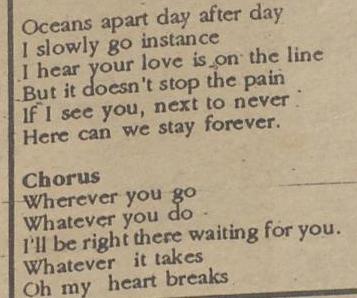 Oceans apart day after day
I slowly go instance
I hear your love is on the line
But it doesn't stop the pain
If I see you, next to never
Here can we stay forever.
Chorus
Wherever you go
Whatever you do
I'll be right there waiting for you.
Whatever it takes
Oh my heart breaks